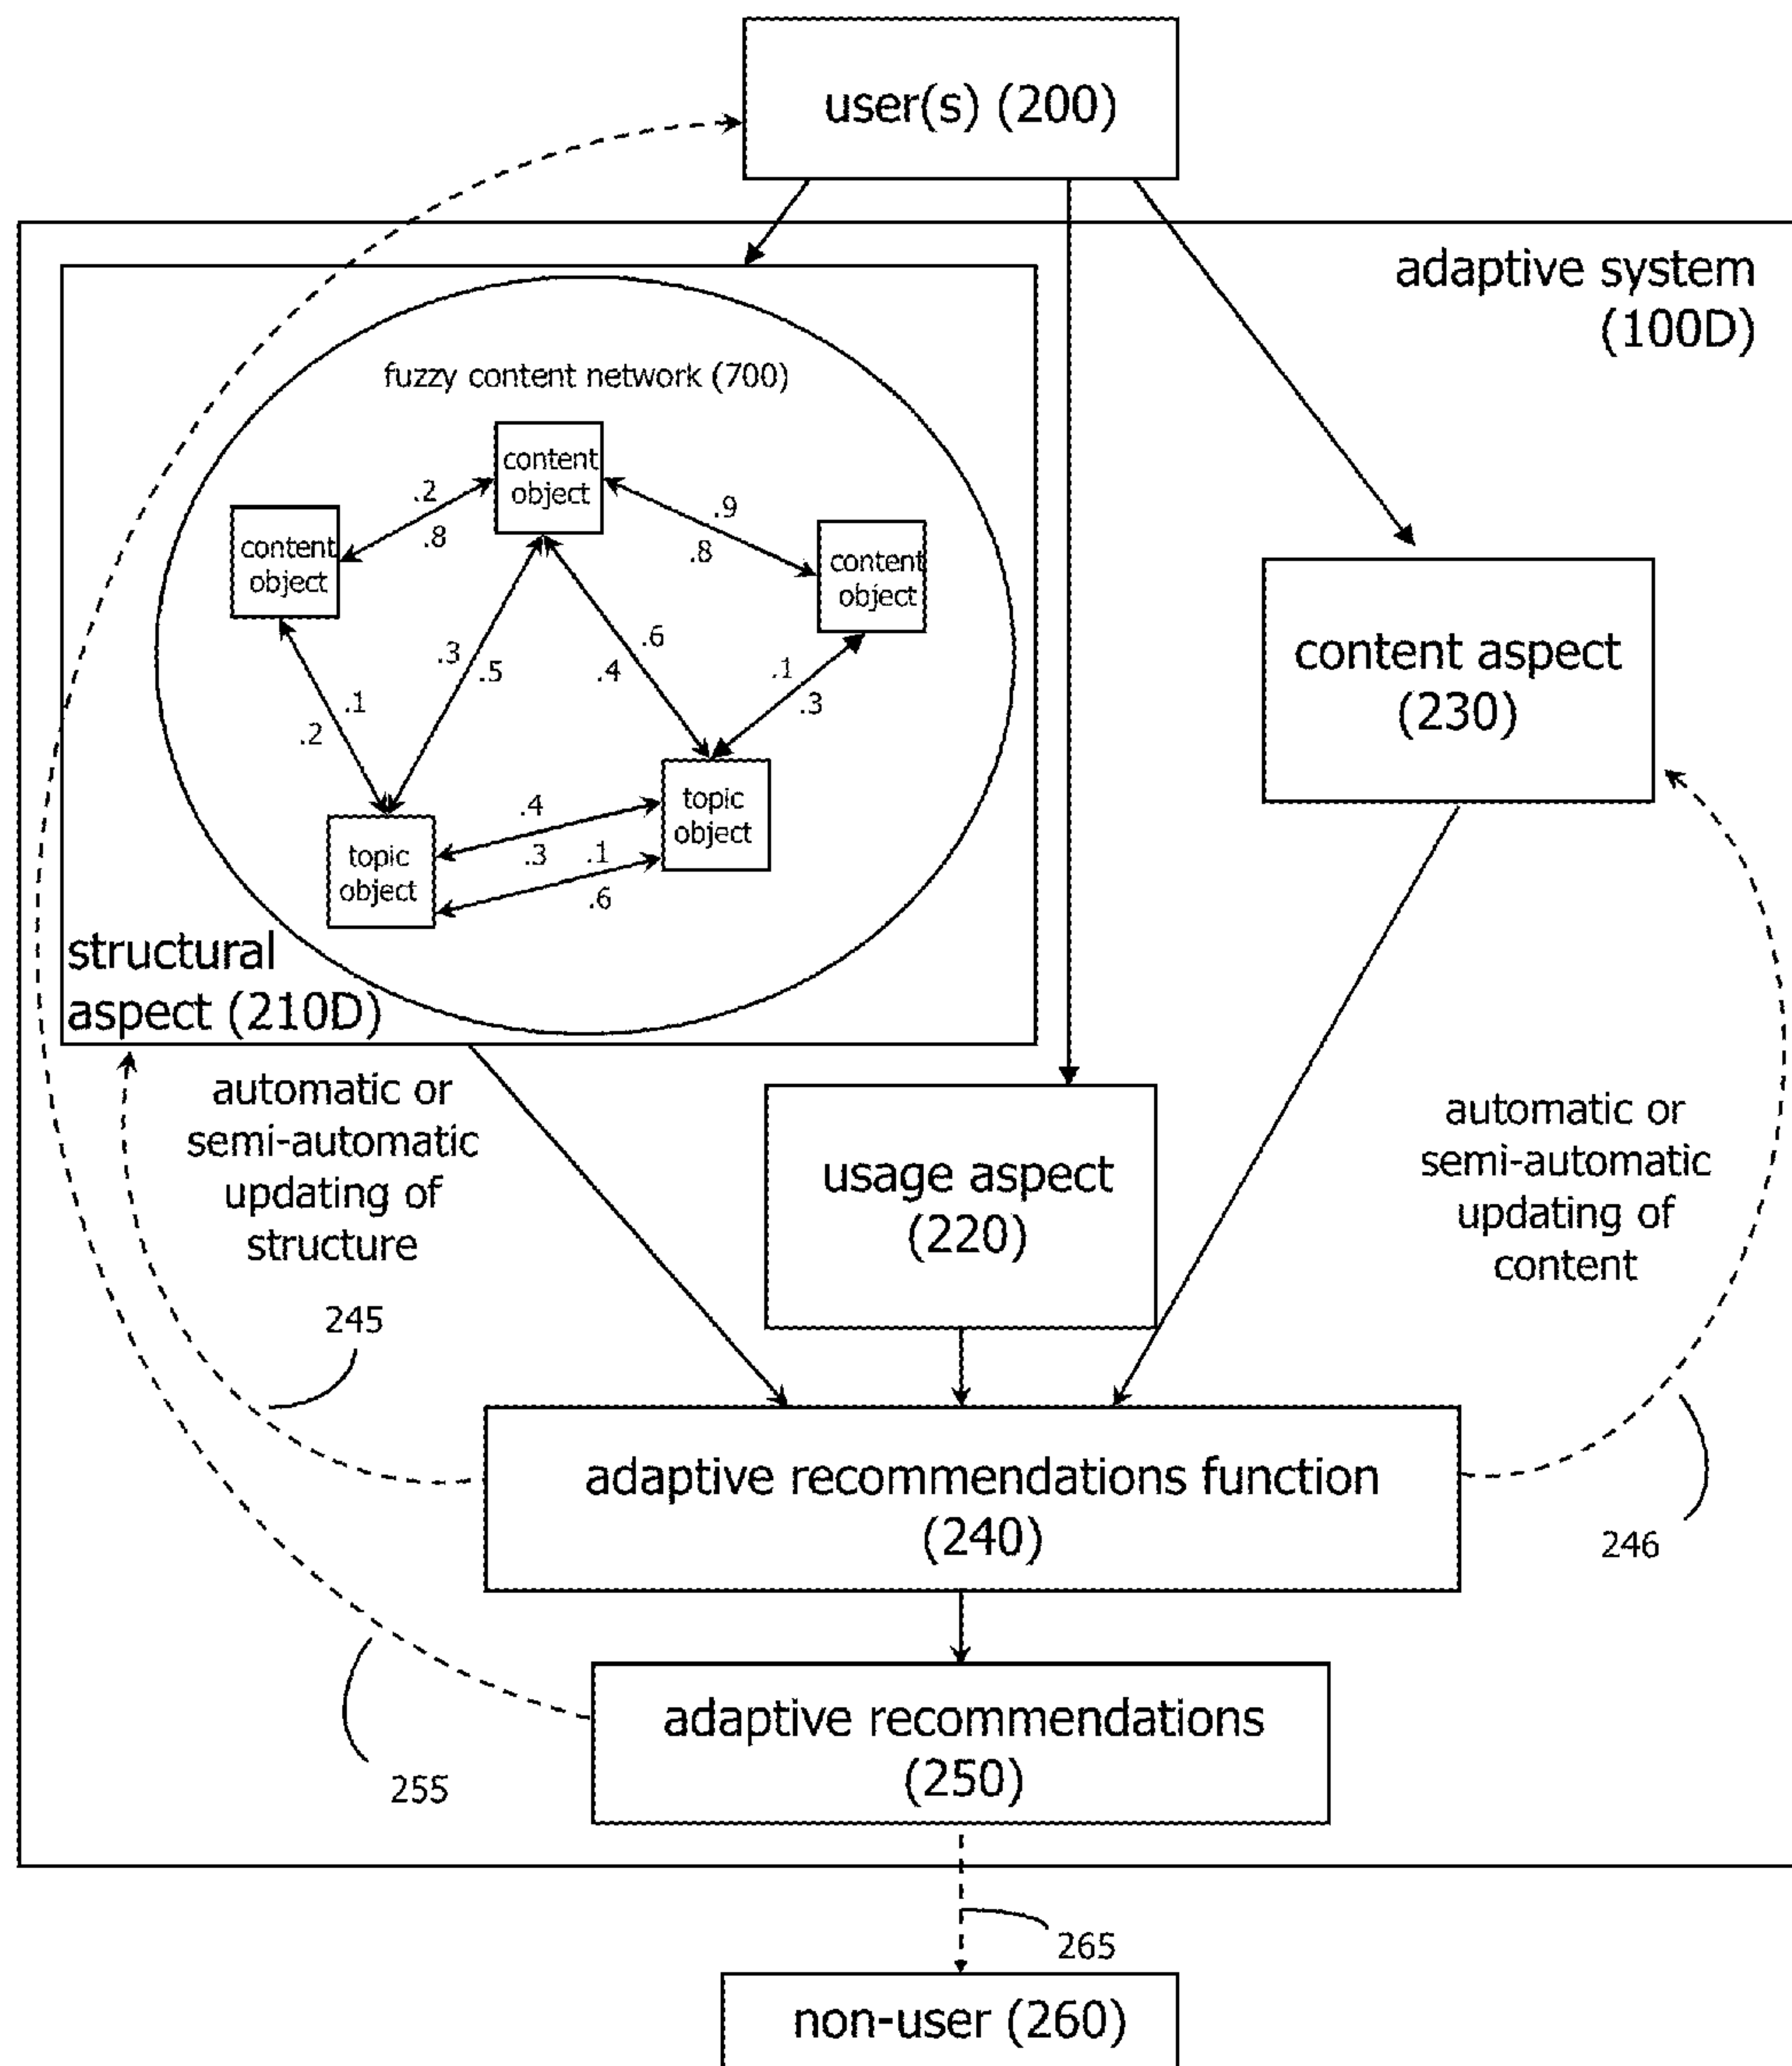 user(s) (200)
adaptive system
(100D)
fuzzy content network (700)
content
object
.2
.8
.9
.8
content
object
content
object
.3
.5
.6
.4
.1
.3
.1
.2
topic
object
.4
.3
.1
.6
topic
object
structural
aspect (210D)
content aspect
(230)
automatic or
semi-automatic
updating of
structure
245
usage aspect
(220)
automatic or
semi-automatic
updating of
content
246
adaptive recommendations function
(240)
adaptive recommendations
(250)
255
265
non-user (260)